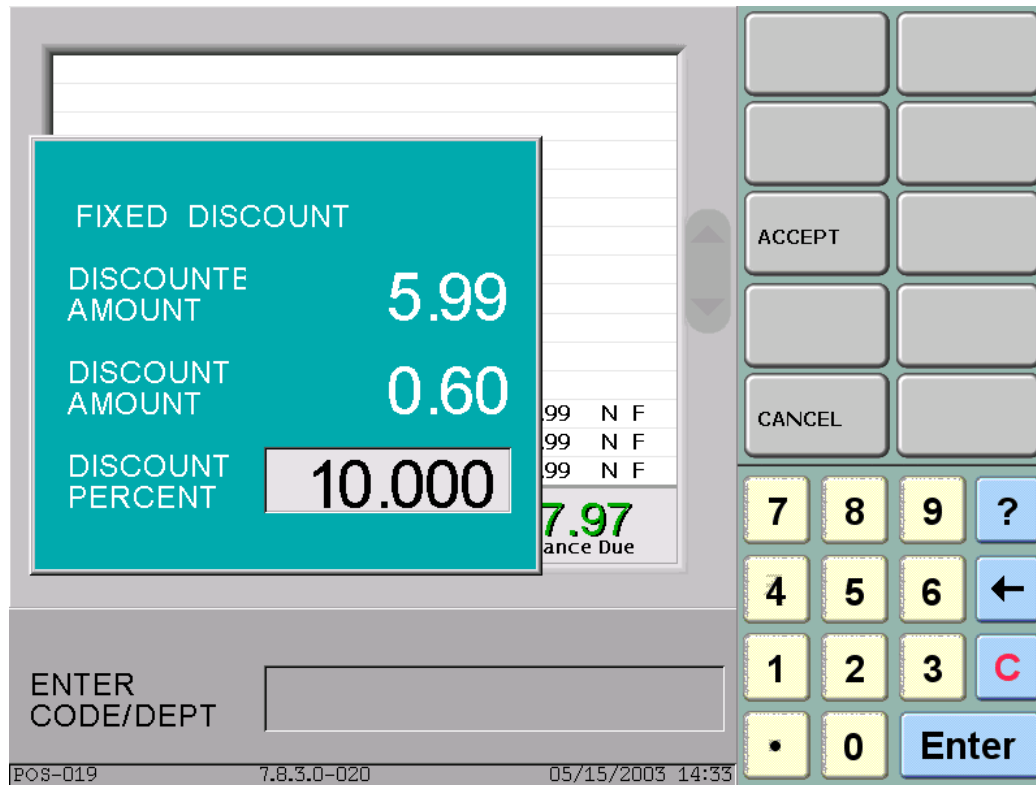 FIXED DISCOUNT
DISCOUNTE
AMOUNT
5.99
DISCOUNT
AMOUNT
0.60
DISCOUNT
PERCENT
10.000
.99 N F
.99 N F
.99 N F
7.97
ance Due
ENTER
CODE/DEPT
POS-019 7.8.3.0-020 05/15/2003 14:33
ACCEPT
CANCEL
7 8 9 ?
4 5 6 ←
1 2 3 C
. 0 Enter